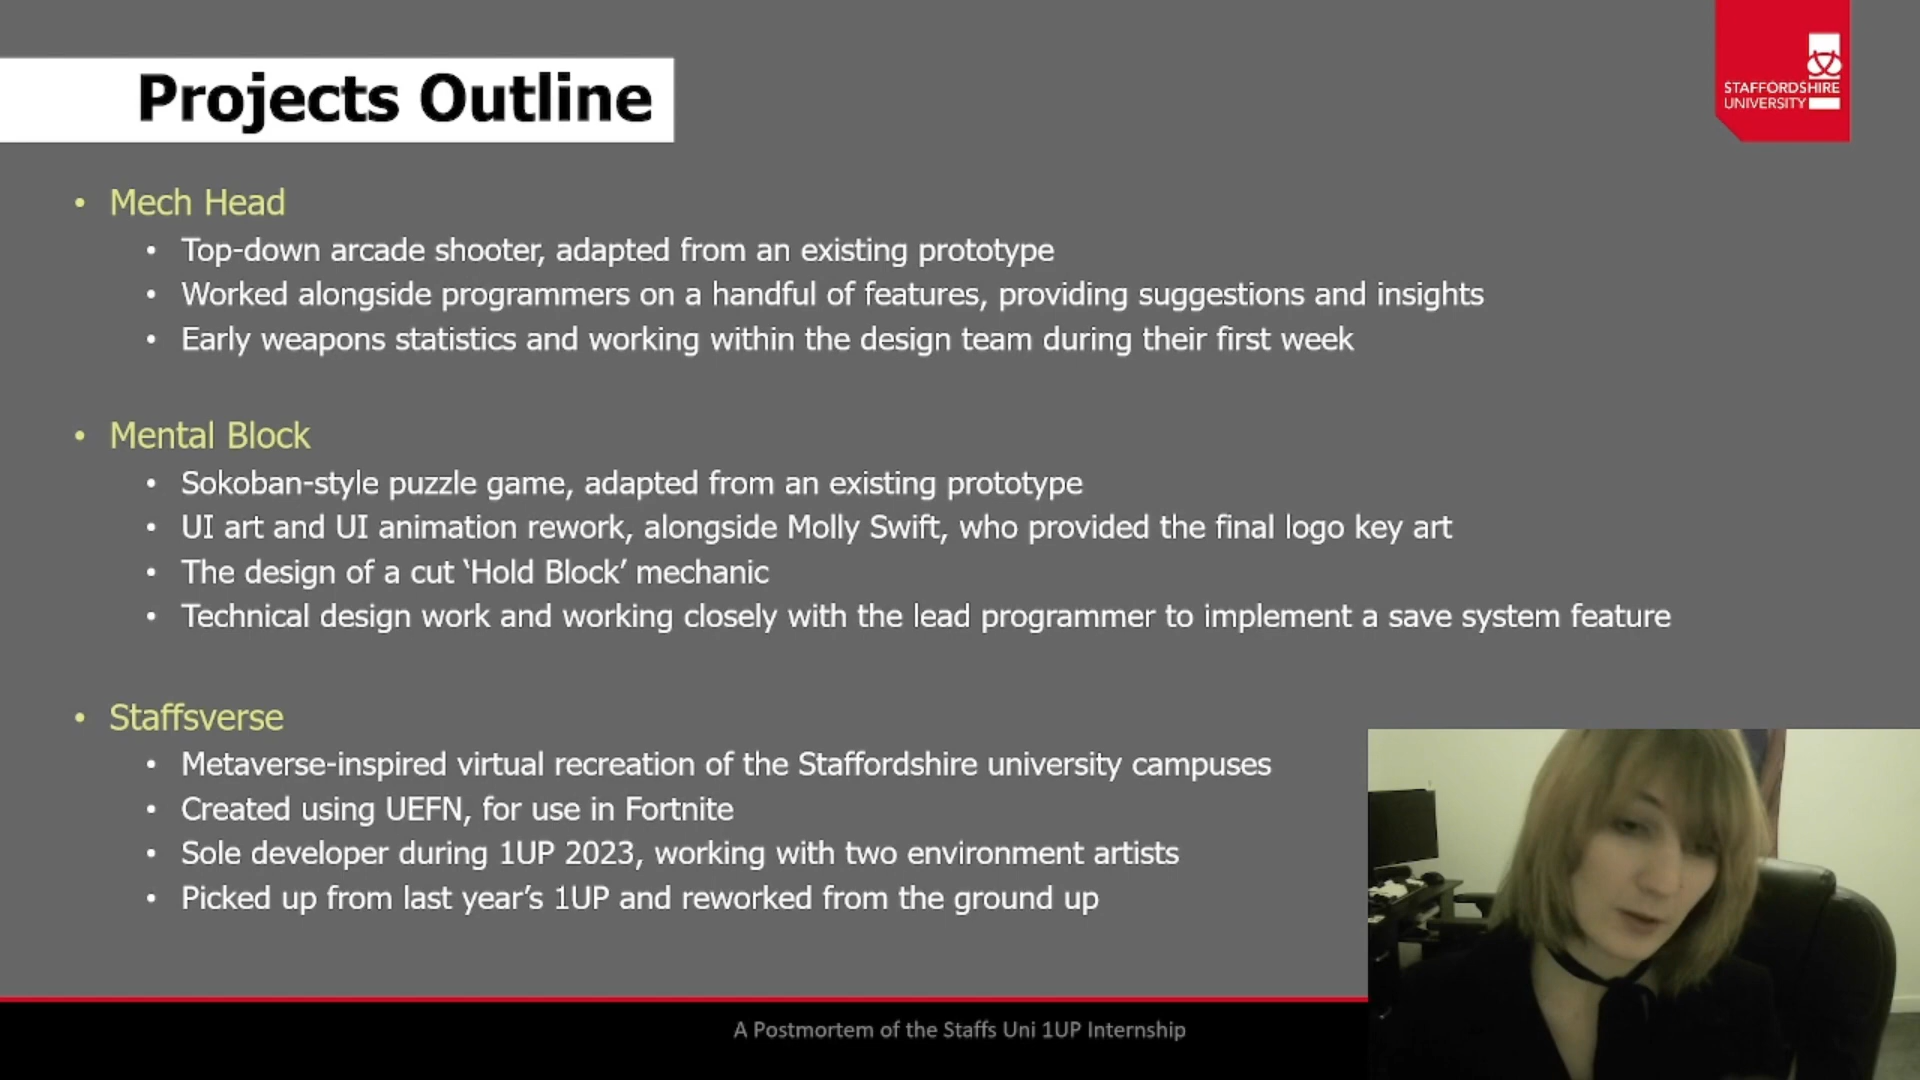 Projects Outline
STAFFORDSHIRE
UNIVERSITY
• Mech Head
• Top-down arcade shooter, adapted from an existing prototype
• Worked alongside programmers on a handful of features, providing suggestions and insights
• Early weapons statistics and working within the design team during their first week
• Mental Block
• Sokoban-style puzzle game, adapted from an existing prototype
• UI art and UI animation rework, alongside Molly Swift, who provided the final logo key art
• The design of a cut ‘Hold Block’ mechanic
• Technical design work and working closely with the lead programmer to implement a save system feature
• Staffsverse
• Metaverse-inspired virtual recreation of the Staffordshire university campuses
• Created using UEFN, for use in Fortnite
• Sole developer during 1UP 2023, working with two environment artists
• Picked up from last year’s 1UP and reworked from the ground up
A Postmortem of the Staffs Uni 1UP Internship